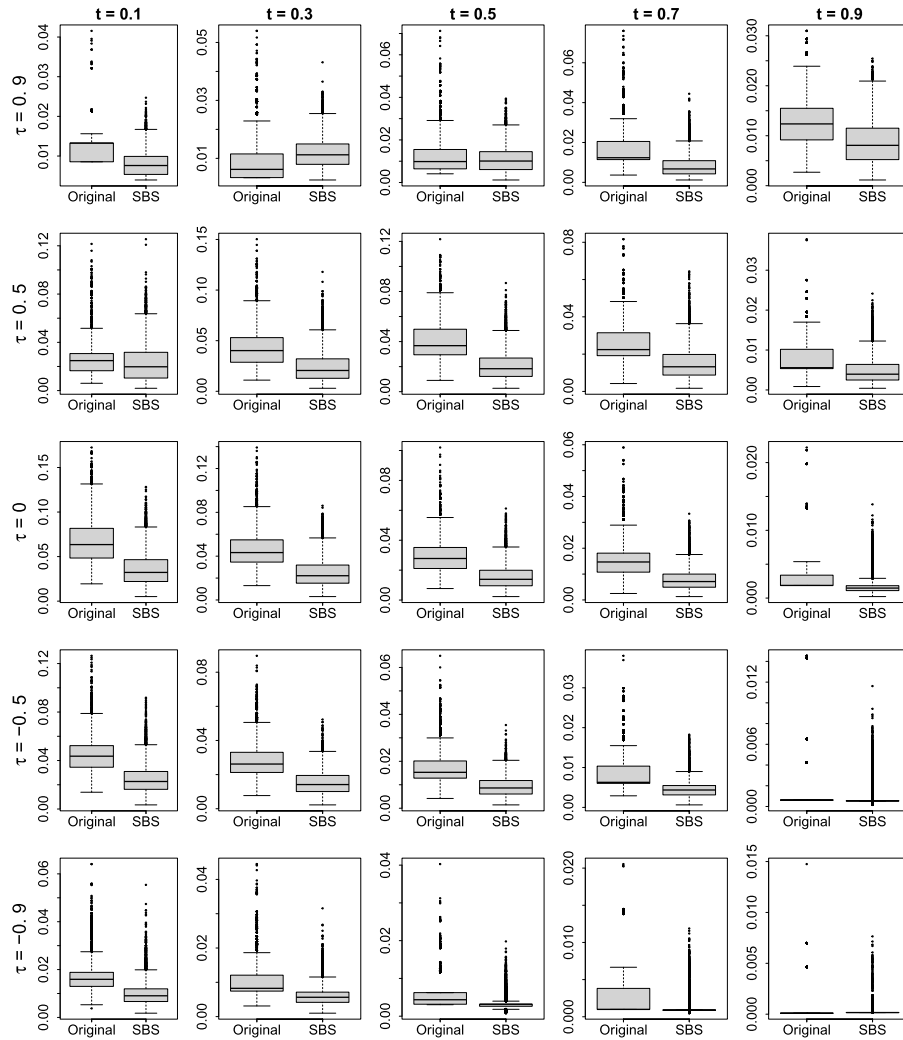 t = 0.1 t = 0.3 t = 0.5 t = 0.7 t = 0.9
τ = 0. 9
0.01 0.02 0.03 0.04
Original SBS
0.01 0.03 0.05
Original SBS
0.00 0.02 0.04 0.06
Original SBS
0.00 0.02 0.04 0.06
Original SBS
0.000 0.010 0.020 0.030
Original SBS
τ = 0. 5
0.00 0.04 0.08 0.12
Original SBS
0.00 0.05 0.10 0.15
Original SBS
0.00 0.04 0.08 0.12
Original SBS
0.00 0.04 0.08
Original SBS
0.00 0.01 0.02 0.03
Original SBS
τ = 0
0.00 0.05 0.10 0.15
Original SBS
0.00 0.04 0.08 0.12
Original SBS
0.00 0.04 0.08
Original SBS
0.00 0.02 0.04 0.06
Original SBS
0.000 0.010 0.020
Original SBS
τ = −0. 5
0.00 0.04 0.08 0.12
Original SBS
0.00 0.04 0.08
Original SBS
0.00 0.02 0.04 0.06
Original SBS
0.00 0.01 0.02 0.03
Original SBS
0.000 0.006 0.012
Original SBS
τ = −0. 9
0.00 0.02 0.04 0.06
Original SBS
0.00 0.02 0.04
Original SBS
0.00 0.02 0.04
Original SBS
0.000 0.010 0.020
Original SBS
0.000 0.005 0.010 0.015
Original SBS